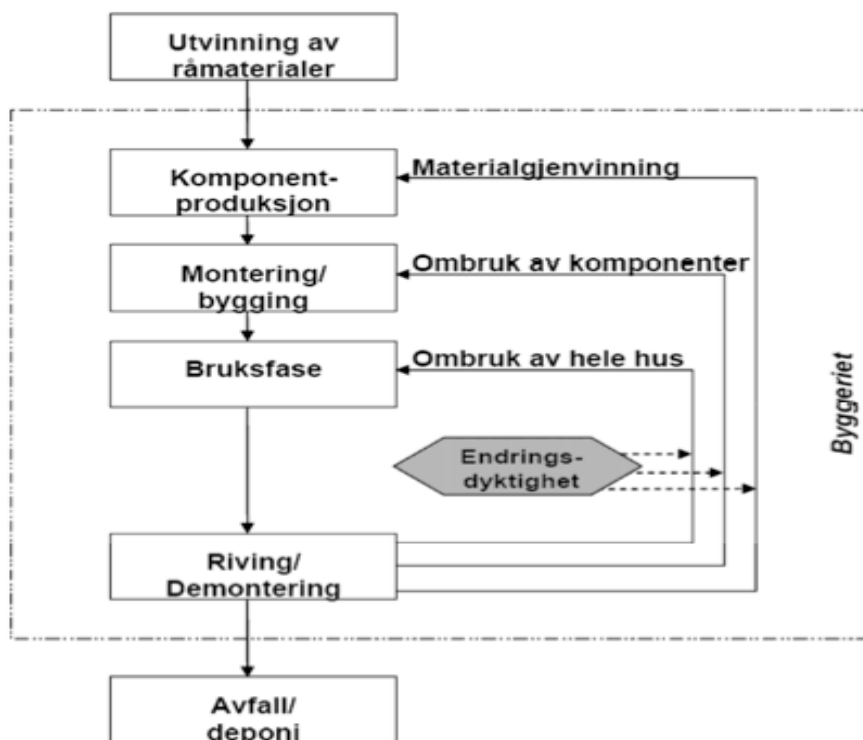 Utvinning av
råmaterialer
Komponent-
produksjon
Materialgjenvinning
Montering/
bygging
Ombruk av komponenter
Bruksfase
Ombruk av hele hus
Byggeriet
Endrings-
dyktighet
Riving/
Demontering
Avfall/
deponi